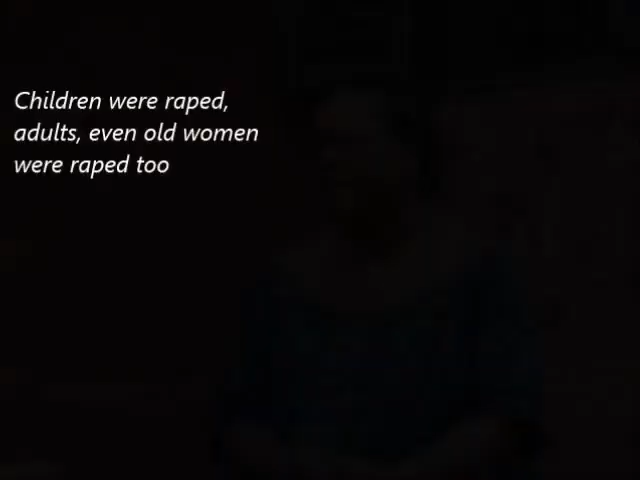 Children were raped,
adults, even old women
were raped too